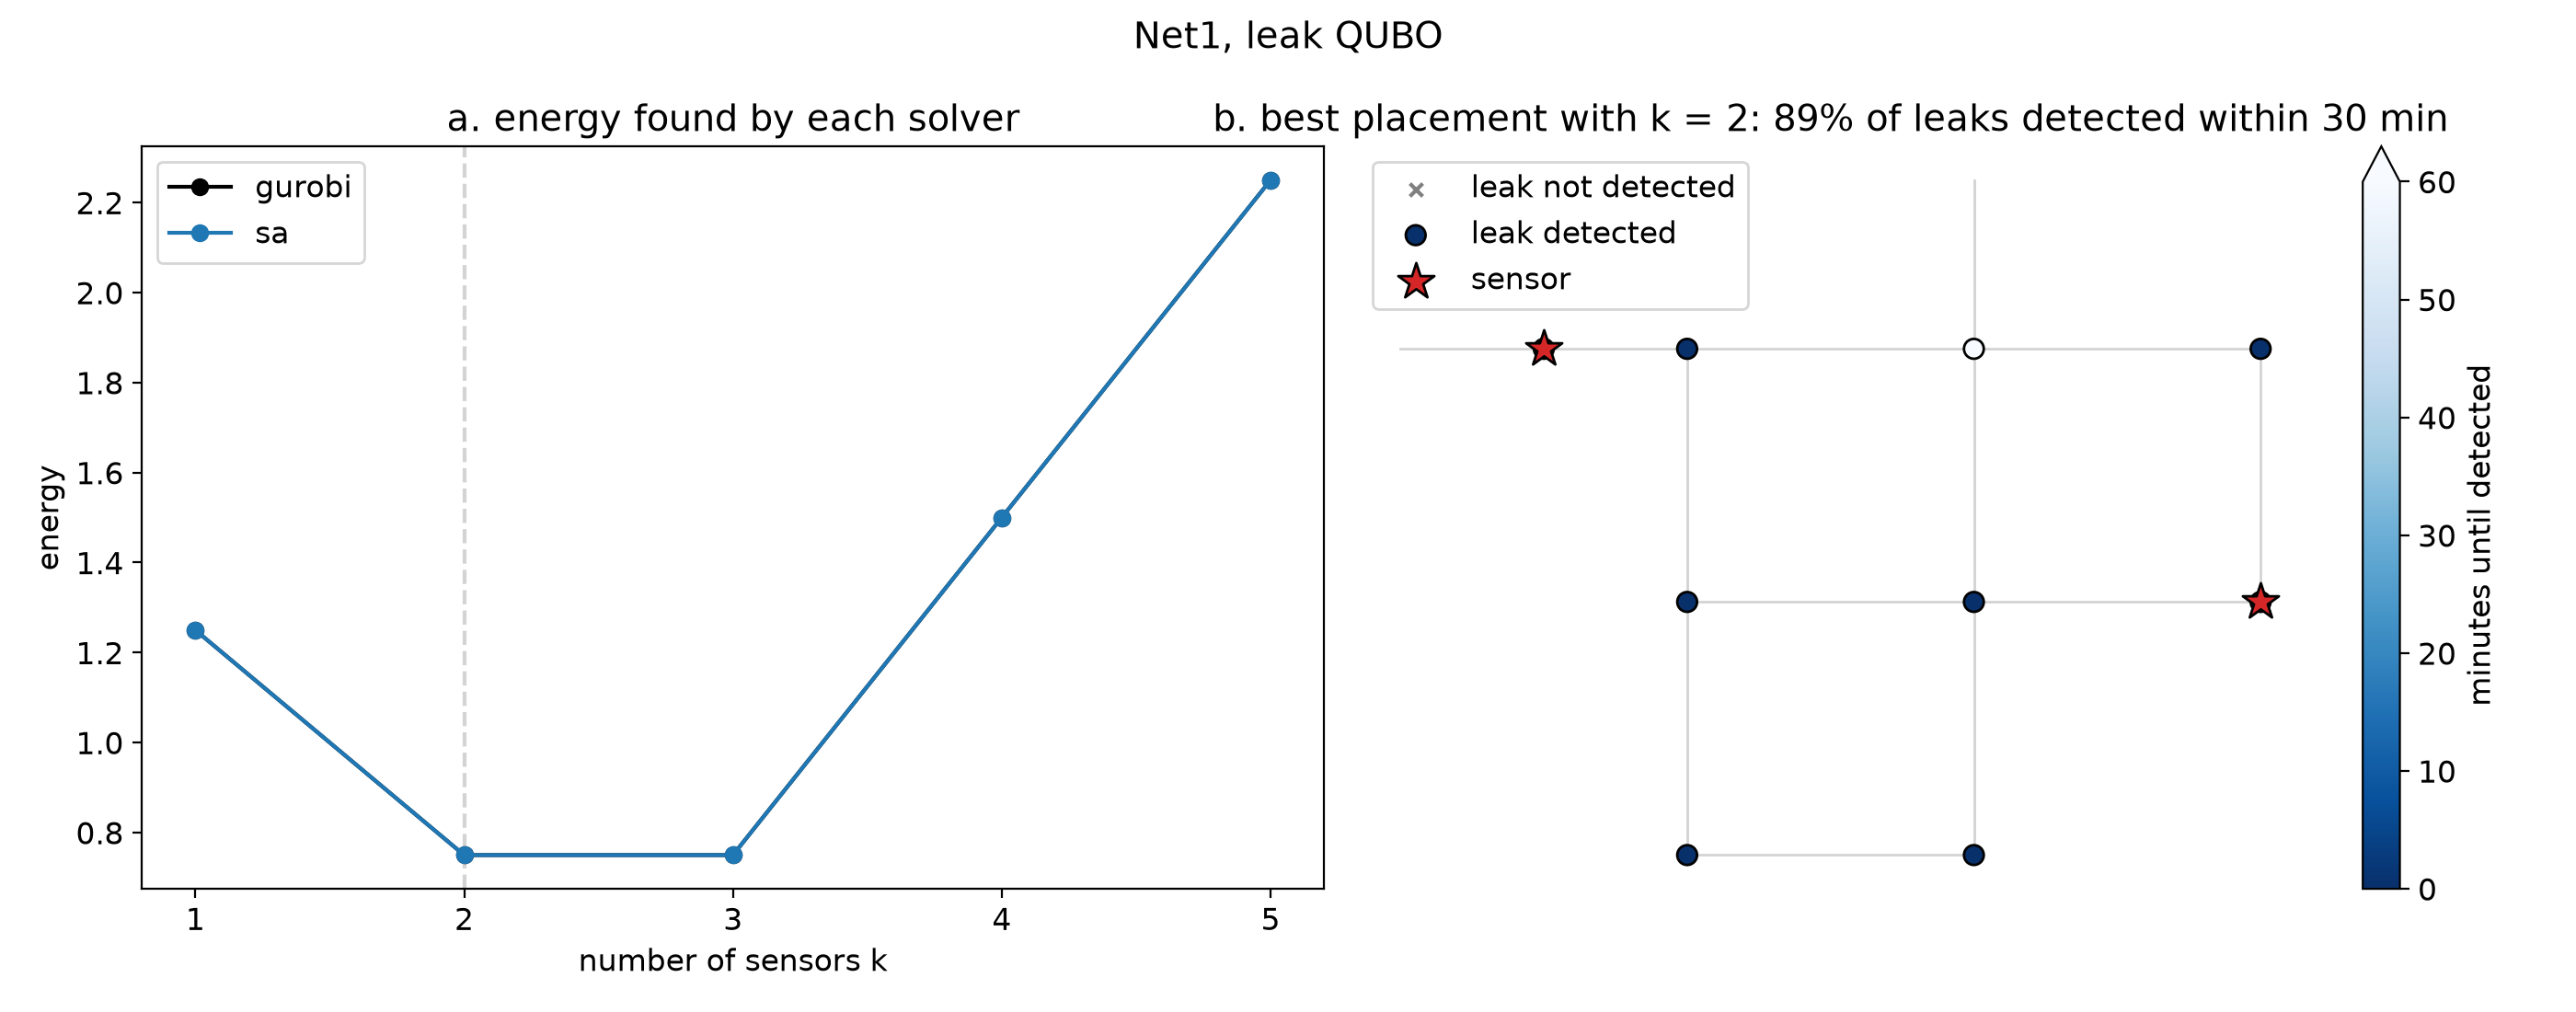 Net1, leak QUBO
a. energy found by each solver
gurobi
sa
2.2
2.0
1.8
1.6
1.4
1.2
1.0
0.8
energy
1 2 3 4 5
number of sensors k
b. best placement with k = 2: 89% of leaks detected within 30 min
leak not detected
leak detected
sensor
60
50
40
30
20
10
0
minutes until detected